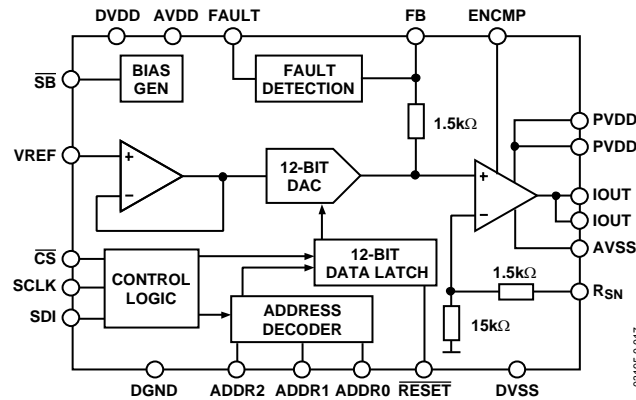 DVDD AVDD FAULT FB ENCMP
SB
BIAS
GEN
FAULT
DETECTION
1.5kΩ
PVDD
PVDD
VREF
+
–
12-BIT
DAC
+
–
IOUT
IOUT
AVSS
CS
SCLK
SDI
CONTROL
LOGIC
12-BIT
DATA LATCH
ADDRESS
DECODER
1.5kΩ
RSN
15kΩ
DGND ADDR2 ADDR1 ADDR0 RESET DVSS